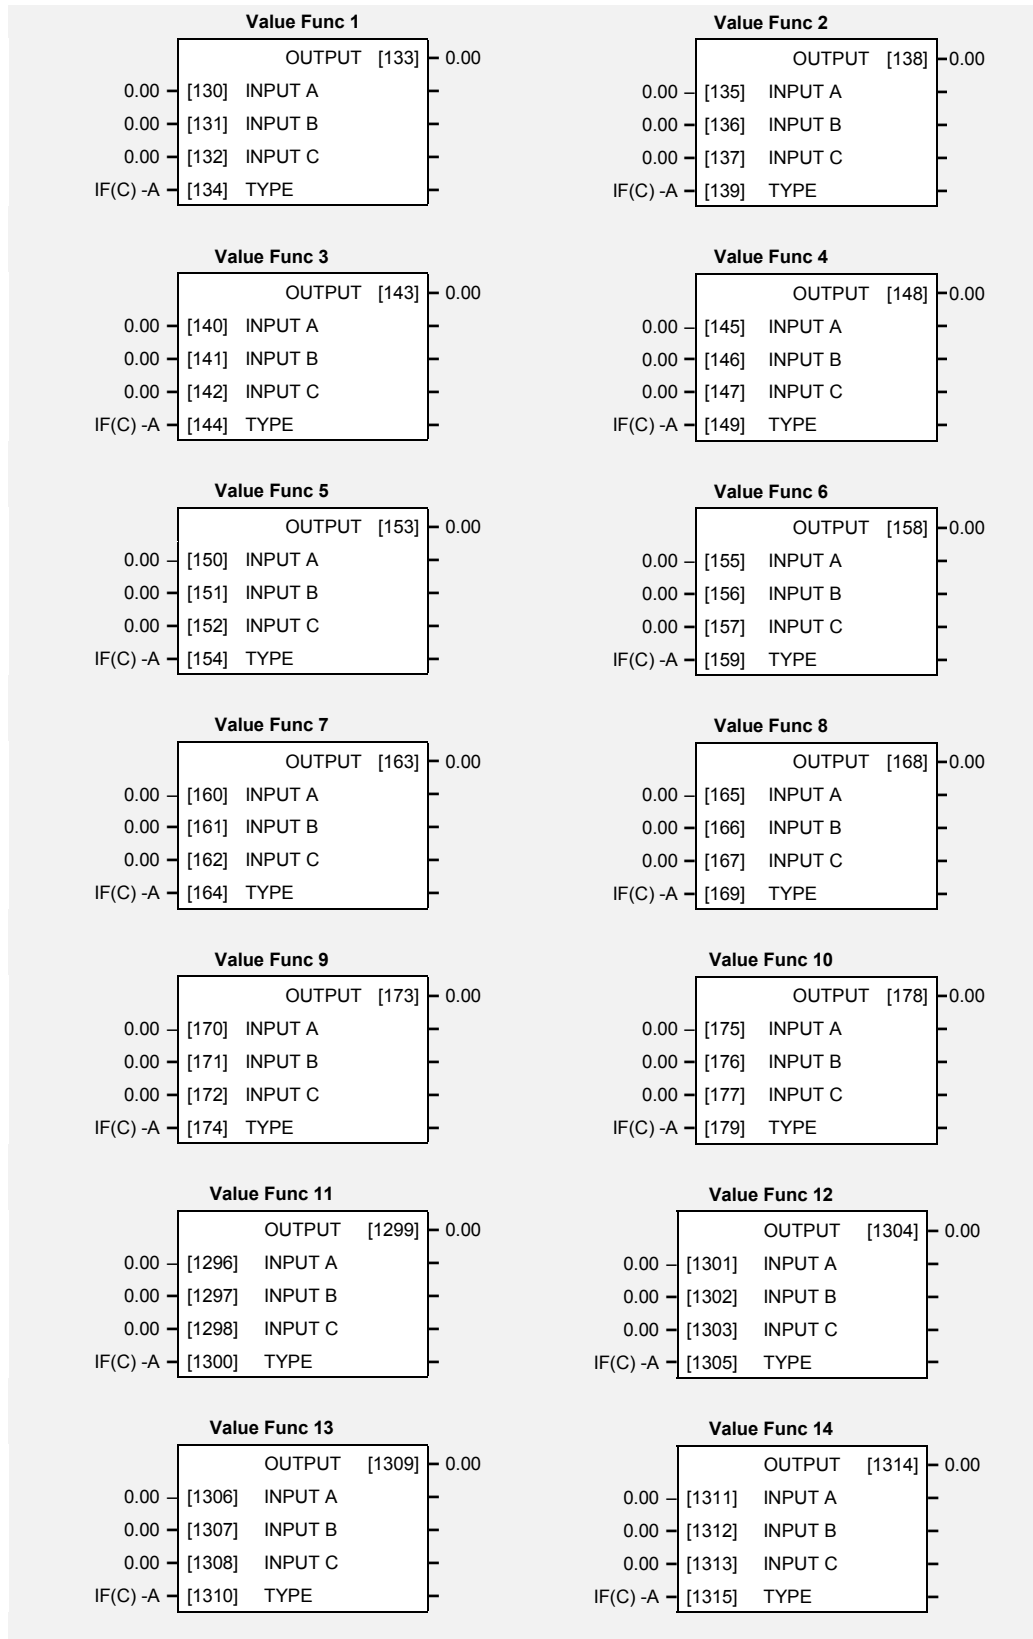 Value Func 1
OUTPUT [133] 0.00
0.00 [130] INPUT A
0.00 [131] INPUT B
0.00 [132] INPUT C
IF(C) -A [134] TYPE
Value Func 2
OUTPUT [138] 0.00
0.00 [135] INPUT A
0.00 [136] INPUT B
0.00 [137] INPUT C
IF(C) -A [139] TYPE
Value Func 3
OUTPUT [143] 0.00
0.00 [140] INPUT A
0.00 [141] INPUT B
0.00 [142] INPUT C
IF(C) -A [144] TYPE
Value Func 4
OUTPUT [148] 0.00
0.00 [145] INPUT A
0.00 [146] INPUT B
0.00 [147] INPUT C
IF(C) -A [149] TYPE
Value Func 5
OUTPUT [153] 0.00
0.00 [150] INPUT A
0.00 [151] INPUT B
0.00 [152] INPUT C
IF(C) -A [154] TYPE
Value Func 6
OUTPUT [158] 0.00
0.00 [155] INPUT A
0.00 [156] INPUT B
0.00 [157] INPUT C
IF(C) -A [159] TYPE
Value Func 7
OUTPUT [163] 0.00
0.00 [160] INPUT A
0.00 [161] INPUT B
0.00 [162] INPUT C
IF(C) -A [164] TYPE
Value Func 8
OUTPUT [168] 0.00
0.00 [165] INPUT A
0.00 [166] INPUT B
0.00 [167] INPUT C
IF(C) -A [169] TYPE
Value Func 9
OUTPUT [173] 0.00
0.00 [170] INPUT A
0.00 [171] INPUT B
0.00 [172] INPUT C
IF(C) -A [174] TYPE
Value Func 10
OUTPUT [178] 0.00
0.00 [175] INPUT A
0.00 [176] INPUT B
0.00 [177] INPUT C
IF(C) -A [179] TYPE
Value Func 11
OUTPUT [1299] 0.00
0.00 [1296] INPUT A
0.00 [1297] INPUT B
0.00 [1298] INPUT C
IF(C) -A [1300] TYPE
Value Func 12
OUTPUT [1304] 0.00
0.00 [1301] INPUT A
0.00 [1302] INPUT B
0.00 [1303] INPUT C
IF(C) -A [1305] TYPE
Value Func 13
OUTPUT [1309] 0.00
0.00 [1306] INPUT A
0.00 [1307] INPUT B
0.00 [1308] INPUT C
IF(C) -A [1310] TYPE
Value Func 14
OUTPUT [1314] 0.00
0.00 [1311] INPUT A
0.00 [1312] INPUT B
0.00 [1313] INPUT C
IF(C) -A [1315] TYPE